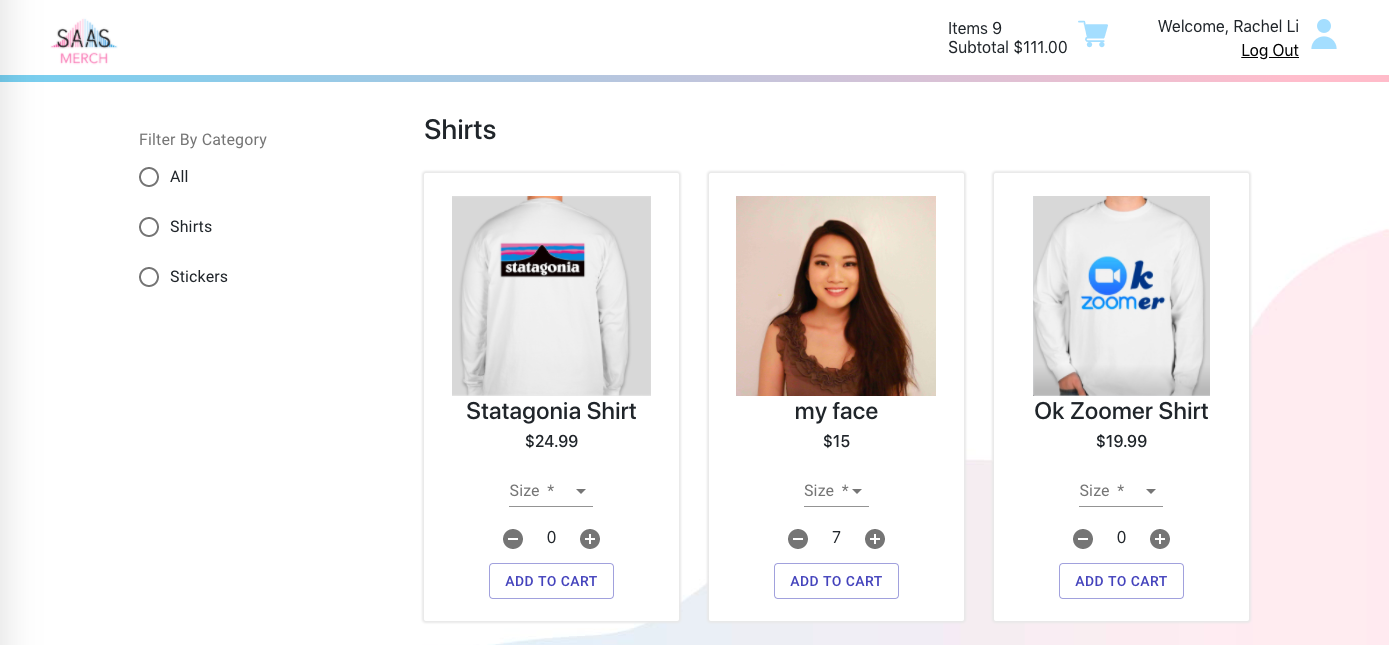 SAAS
MERCH
Items 9
Subtotal $111.00
Welcome, Rachel Li
Log Out
Filter By Category
All
Shirts
Stickers
Shirts
statagonia
Statagonia Shirt
$24.99
Size *
0
ADD TO CART
my face
$15
Size *
7
ADD TO CART
Ok
zoomer
Ok Zoomer Shirt
$19.99
Size *
0
ADD TO CART